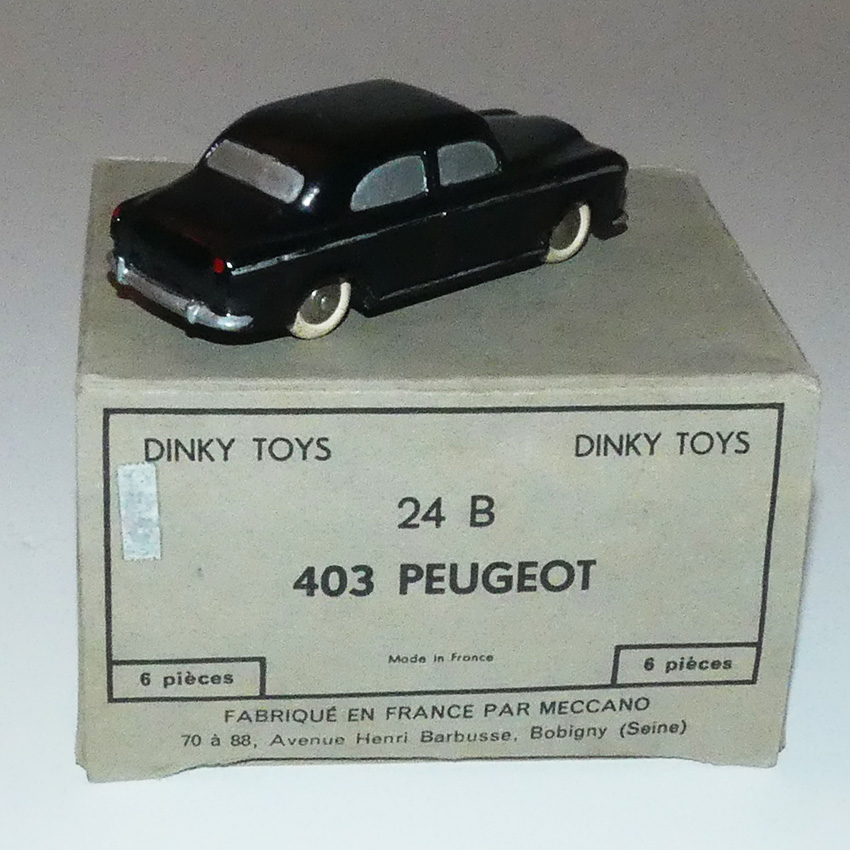 DINKY TOYS DINKY TOYS
24 B
403 PEUGEOT
Made in France
6 pièces 6 pièces
FABRIQUÉ EN FRANCE PAR MECCANO
70 à 88, Avenue Henri Barbusse, Bobigny (Seine)